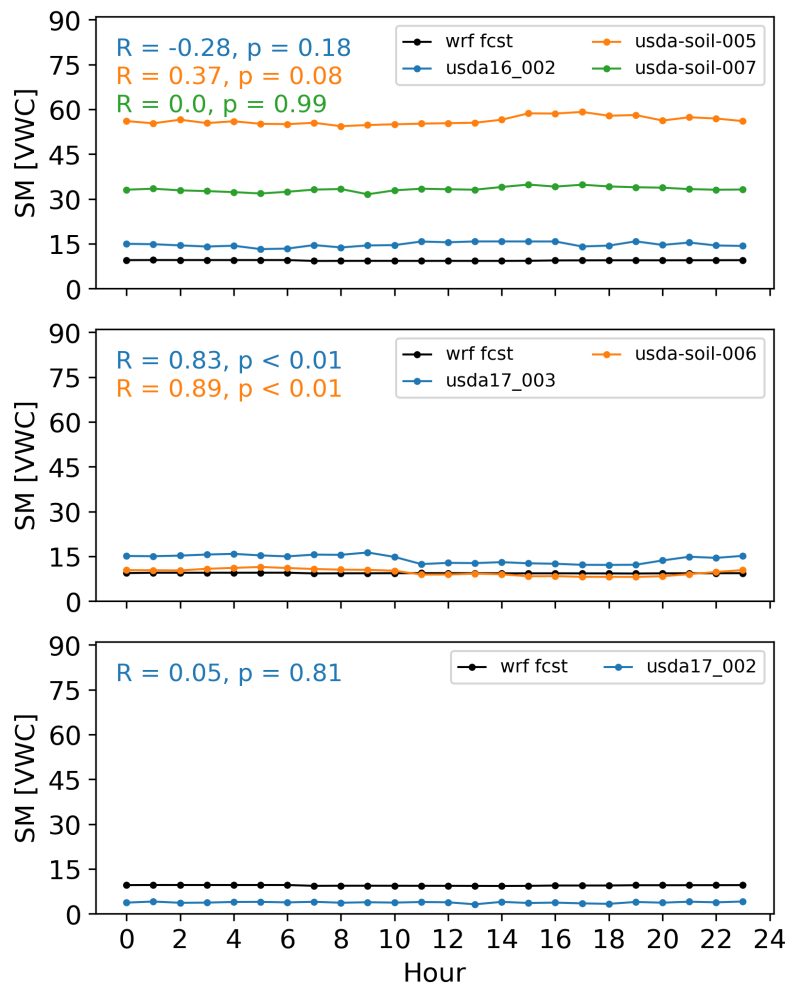 90
75
60
45
30
15
0
SM [VWC]
R = -0.28, p = 0.18
R = 0.37, p = 0.08
R = 0.0, p = 0.99
wrf fcst
usda16_002
usda-soil-005
usda-soil-007
90
75
60
45
30
15
0
SM [VWC]
R = 0.83, p < 0.01
R = 0.89, p < 0.01
wrf fcst
usda17_003
usda-soil-006
90
75
60
45
30
15
0
SM [VWC]
R = 0.05, p = 0.81
wrf fcst
usda17_002
0 2 4 6 8 10 12 14 16 18 20 22 24
Hour